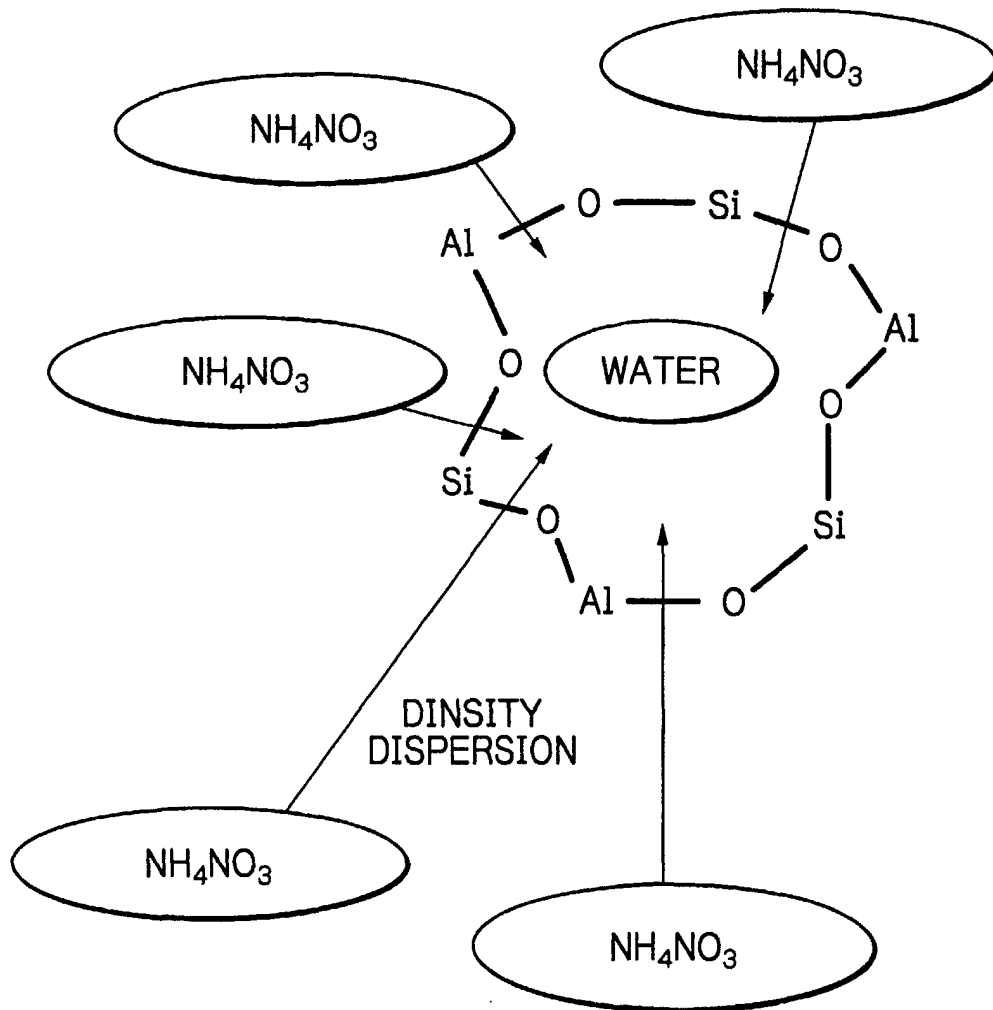 NH₄NO₃
NH₄NO₃
O
Si
Al
O
Al
O
WATER
NH₄NO₃
O
Si
O
Si
Al
O
DINSITY
DISPERSION
NH₄NO₃
NH₄NO₃